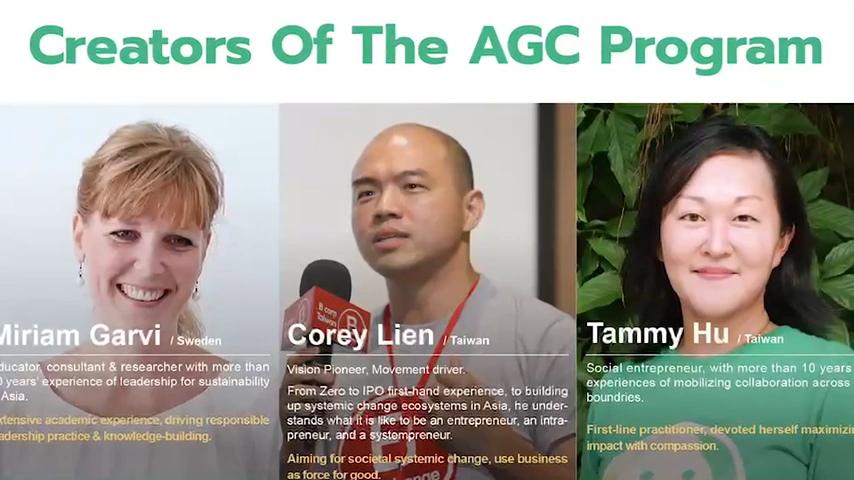 Creators Of The AGC Program
Miriam Garvi / Sweden
educator, consultant & researcher with more than
0 years' experience of leadership for sustainability
Asia.
extensive academic experience, driving responsible
leadership practice & knowledge-building.
B corp
Taiwan
B
Corey Lien / Taiwan
Vision Pioneer, Movement driver.
From Zero to IPO first-hand experience, to building
up systemic change ecosystems in Asia, he under-
stands what it is like to be an entrepreneur, an intra-
preneur, and a systempreneur.
Aiming for societal systemic change, use business
as force for good.
change
Tammy Hu / Taiwan
Social entrepreneur, with more than 10 years
experiences of mobilizing collaboration across
boundries.
First-line practitioner, devoted herself maximizin
impact with compassion.